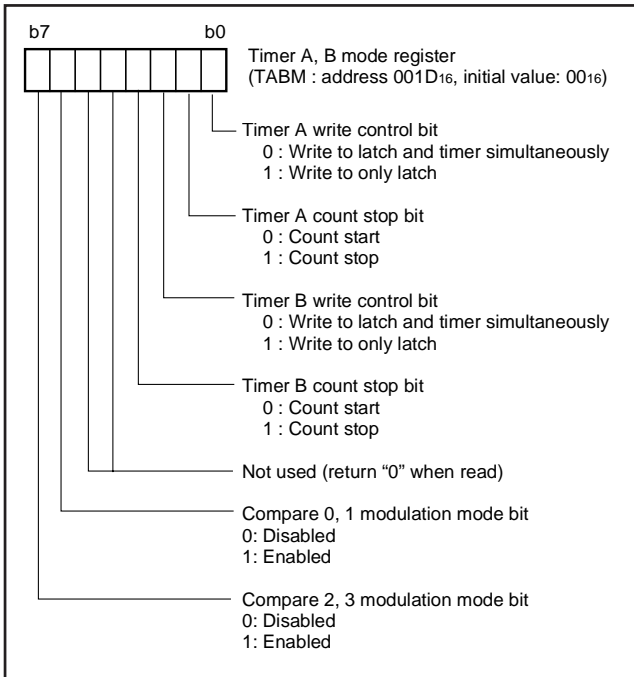 b7 b0
Timer A, B mode register
(TABM : address 001D₁₆, initial value: 00₁₆)
Timer A write control bit
0 : Write to latch and timer simultaneously
1 : Write to only latch
Timer A count stop bit
0 : Count start
1 : Count stop
Timer B write control bit
0 : Write to latch and timer simultaneously
1 : Write to only latch
Timer B count stop bit
0 : Count start
1 : Count stop
Not used (return “0” when read)
Compare 0, 1 modulation mode bit
0: Disabled
1: Enabled
Compare 2, 3 modulation mode bit
0: Disabled
1: Enabled